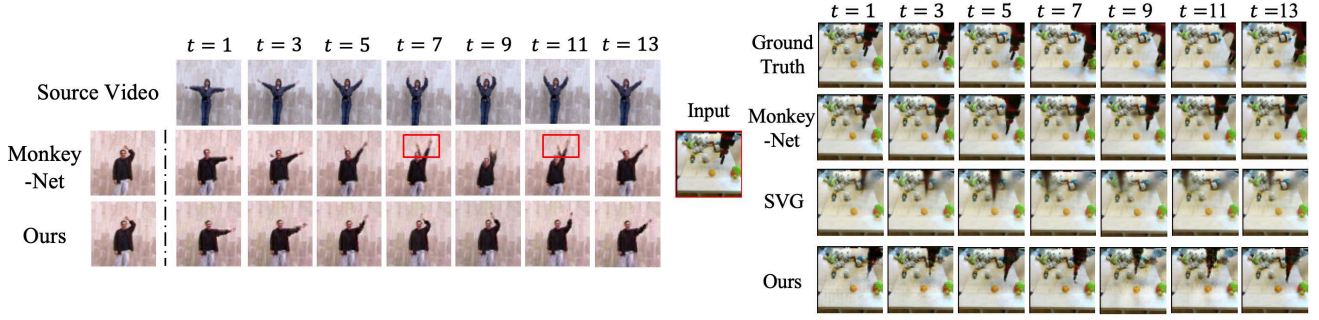 t = 1 t = 3 t = 5 t = 7 t = 9 t = 11 t = 13
Source Video
Monkey
-Net
Ours
t = 1 t = 3 t = 5 t = 7 t = 9 t =11 t =13
Ground
Truth
Input
Monkey
-Net
SVG
Ours